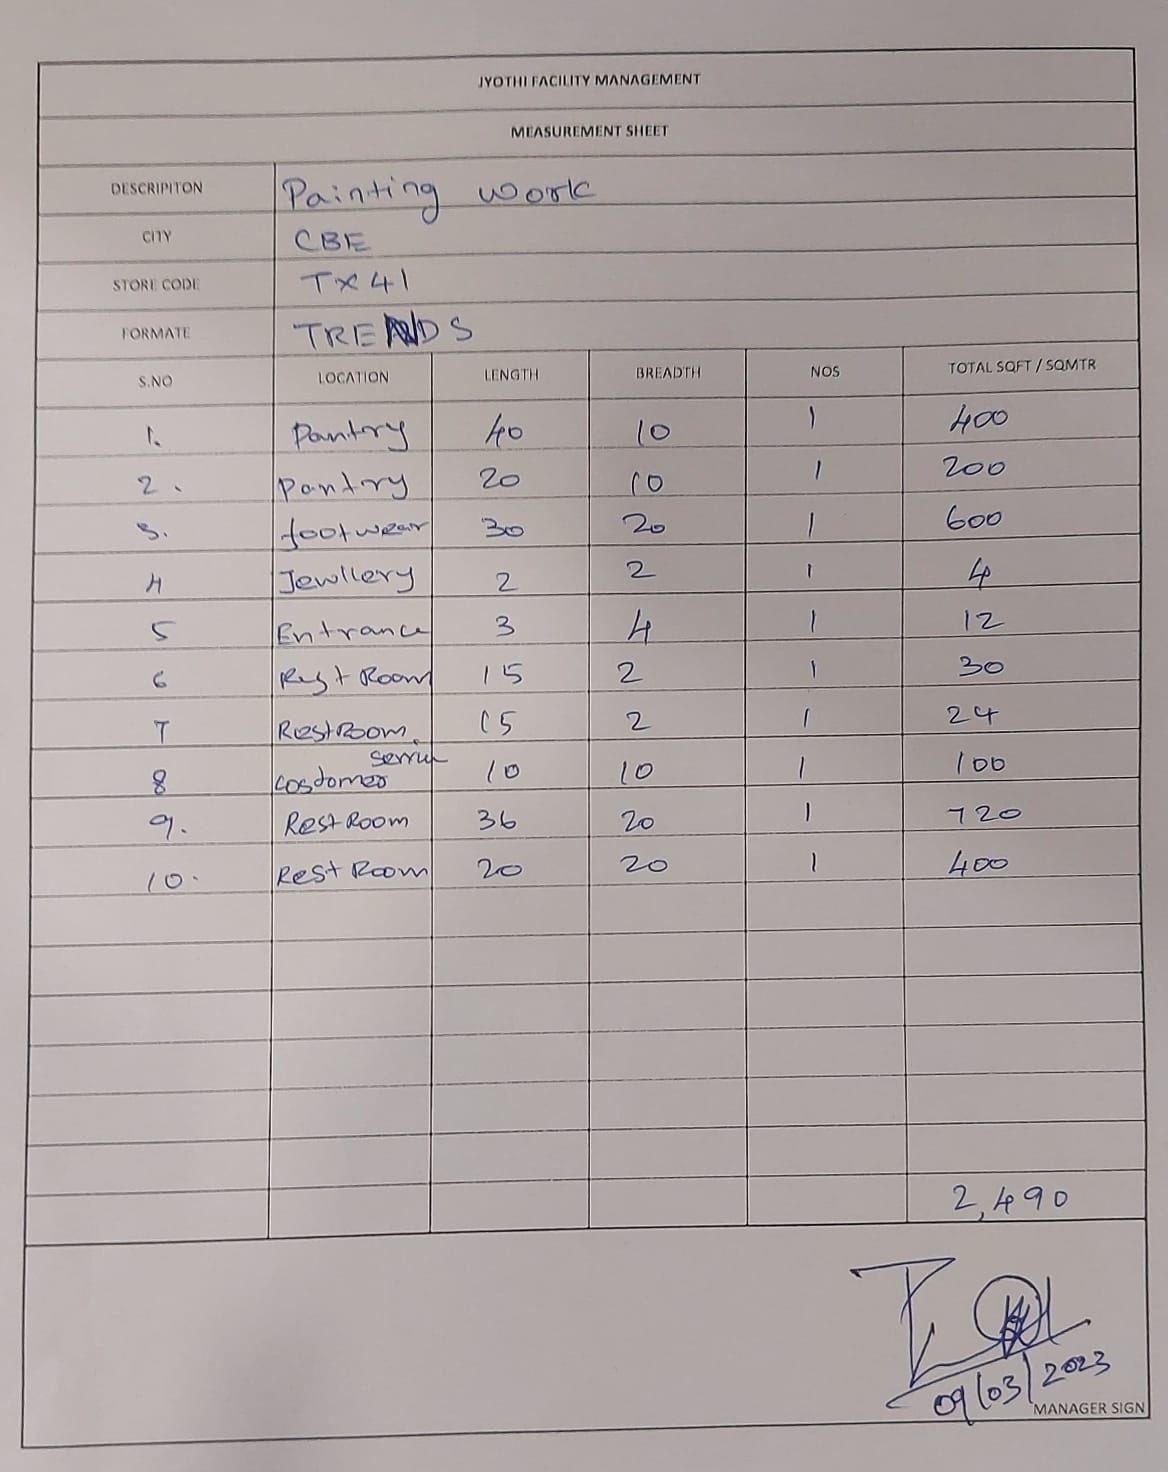 JYOTHI FACILITY MANAGEMENT
MEASUREMENT SHEET
DESCRIPITON Painting work
CITY CBE
STORE CODE TX41
FORMATE TRENDS
S.NO LOCATION LENGTH BREADTH NOS TOTAL SQFT / SQMTR
1. Pantry 40 10 1 400
2. Pantry 20 10 1 200
3. footwear 30 20 1 600
4 Jewllery 2 2 1 4
5 Entrance 3 4 1 12
6 Rest Room 15 2 1 30
7 RestRoom 15 2 1 24
8 costomer 10 10 1 100
9. Rest Room 36 20 1 720
10. Rest Room 20 20 1 400
2,490
09/03/2023
MANAGER SIGN